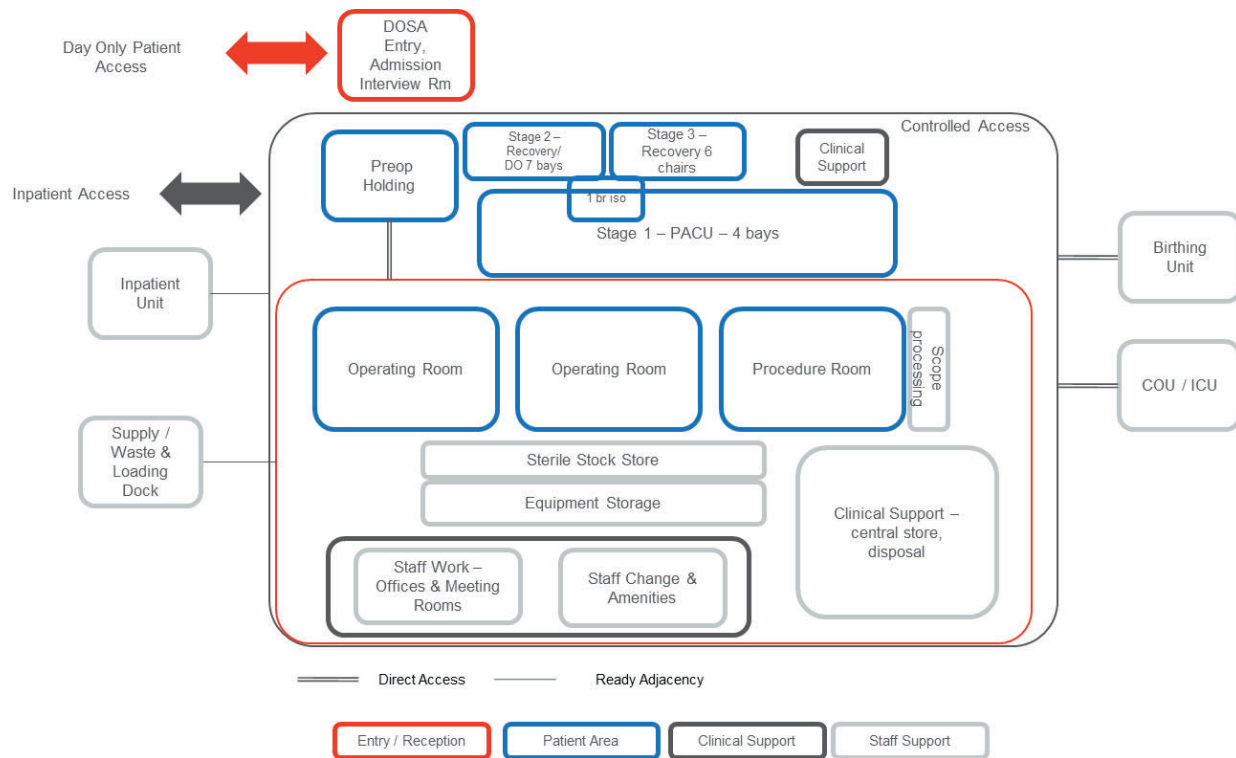 DOSA
Entry,
Admission
Interview Rm
Day Only Patient
Access
Controlled Access
Preop
Holding
Stage 2 –
Recovery/
DO 7 bays
Stage 3 –
Recovery 6
chairs
Clinical
Support
Inpatient Access
1 br iso
Stage 1 – PACU – 4 bays
Inpatient
Unit
Birthing
Unit
Operating Room
Operating Room
Procedure Room
Scope
processing
COU / ICU
Supply /
Waste &
Loading
Dock
Sterile Stock Store
Equipment Storage
Clinical Support –
central store,
disposal
Staff Work –
Offices & Meeting
Rooms
Staff Change &
Amenities
Direct Access
Ready Adjacency
Entry / Reception
Patient Area
Clinical Support
Staff Support